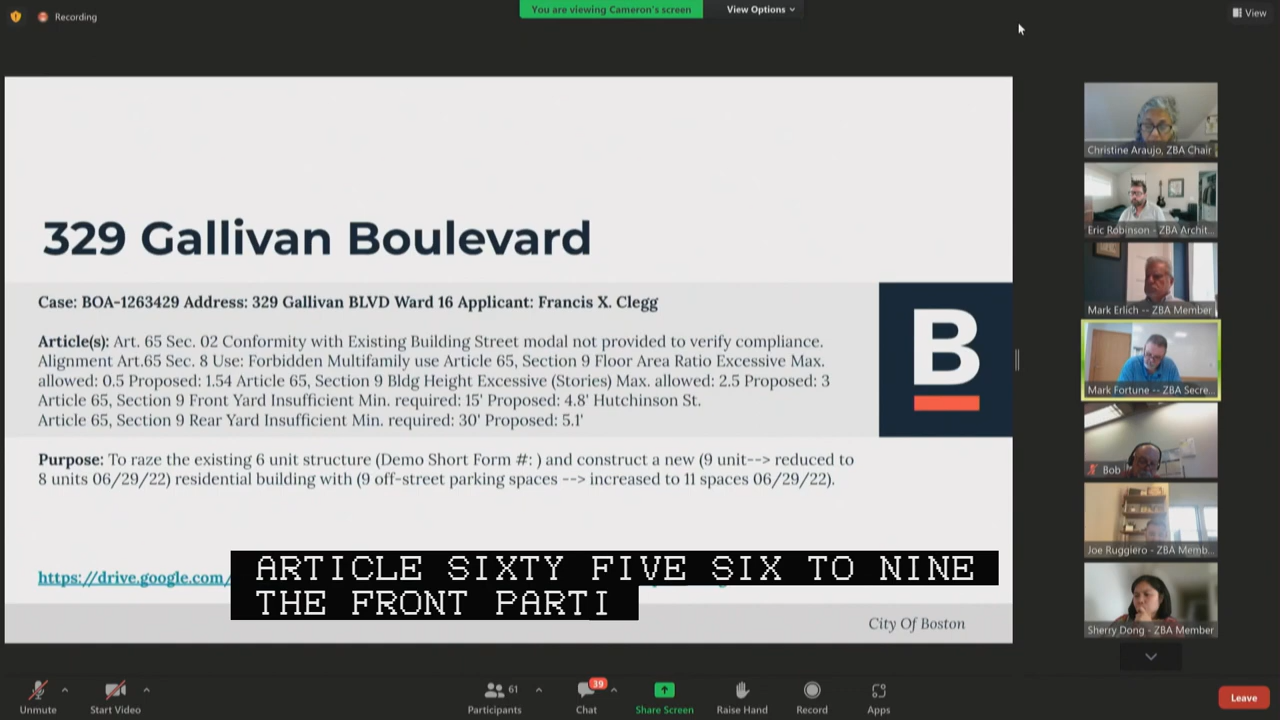 Recording
You are viewing Cameron's screen
View Options
View
329 Gallivan Boulevard
Case: BOA-1263429 Address: 329 Gallivan BLVD Ward 16 Applicant: Francis X. Clegg
Article(s): Art. 65 Sec. 02 Conformity with Existing Building Street modal not provided to verify compliance.
Alignment Art.65 Sec. 8 Use: Forbidden Multifamily use Article 65, Section 9 Floor Area Ratio Excessive Max.
allowed: 0.5 Proposed: 1.54 Article 65, Section 9 Bldg Height Excessive (Stories) Max. allowed: 2.5 Proposed: 3
Article 65, Section 9 Front Yard Insufficient Min.required: 15' Proposed: 4.8' Hutchinson St.
Article 65, Section 9 Rear Yard Insufficient Min. required: 30' Proposed: 5.1'
B
Purpose: To raze the existing 6 unit structure (Demo Short Form #: ) and construct a new (9 unit--> reduced to
8 units 06/29/22) residential building with (9 off-street parking spaces --> increased to 11 spaces 06/29/22).
https://drive.google.com/
ARTICLE SIXTY FIVE SIX TO NINE
THE FRONT PARTI
City Of Boston
Christine Araujo, ZBA Chair
Eric Robinson - ZBA Archit...
Mark Erlich -- ZBA Member
Mark Fortune -- ZBA Secre...
Bob
Joe Ruggiero - ZBA Memb...
Sherry Dong - ZBA Member
Unmute
Start Video
61
Participants
39
Chat
Share Screen
Raise Hand
Record
Apps
Leave